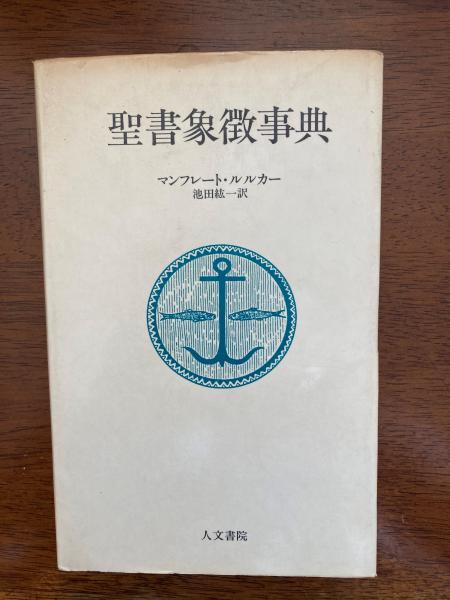 聖書象徴事典
マンフレート・ルルカー
池田紘一訳
人文書院